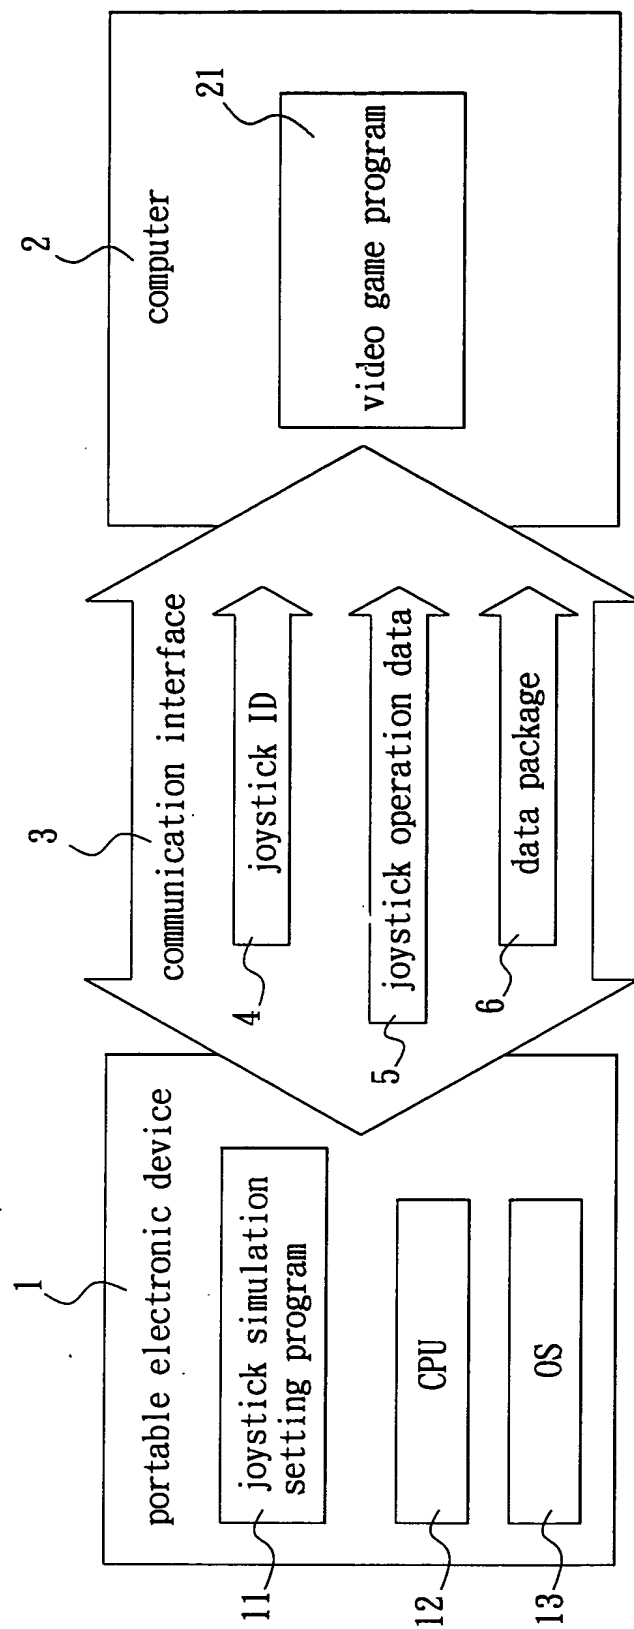 1
portable electronic device
11
joystick simulation
setting program
12
CPU
13
OS
3
communication interface
4
joystick ID
5
joystick operation data
6
data package
2
computer
21
video game program